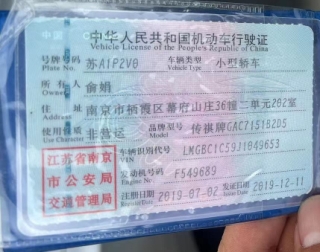 中华人民共和国机动车行驶证
Vehicle License of the People's Republic of China
号牌号码 苏A1P2V0 车辆类型 小型轿车
Plate No. Vehicle Type
所有人 俞娟
Owner
住址 南京市栖霞区幕府山庄36幢二单元202室
Address
使用性质 非营运 品牌型号 传祺牌GAC7151B2D5
Use Character Model
江苏省南京 车辆识别代号 LMGBC1C59J1049653
VIN
市公安局 发动机号码 F549689
Engine No.
交通管理局 注册日期 2019-07-02 发证日期 2019-12-11
Register Date Issue Date